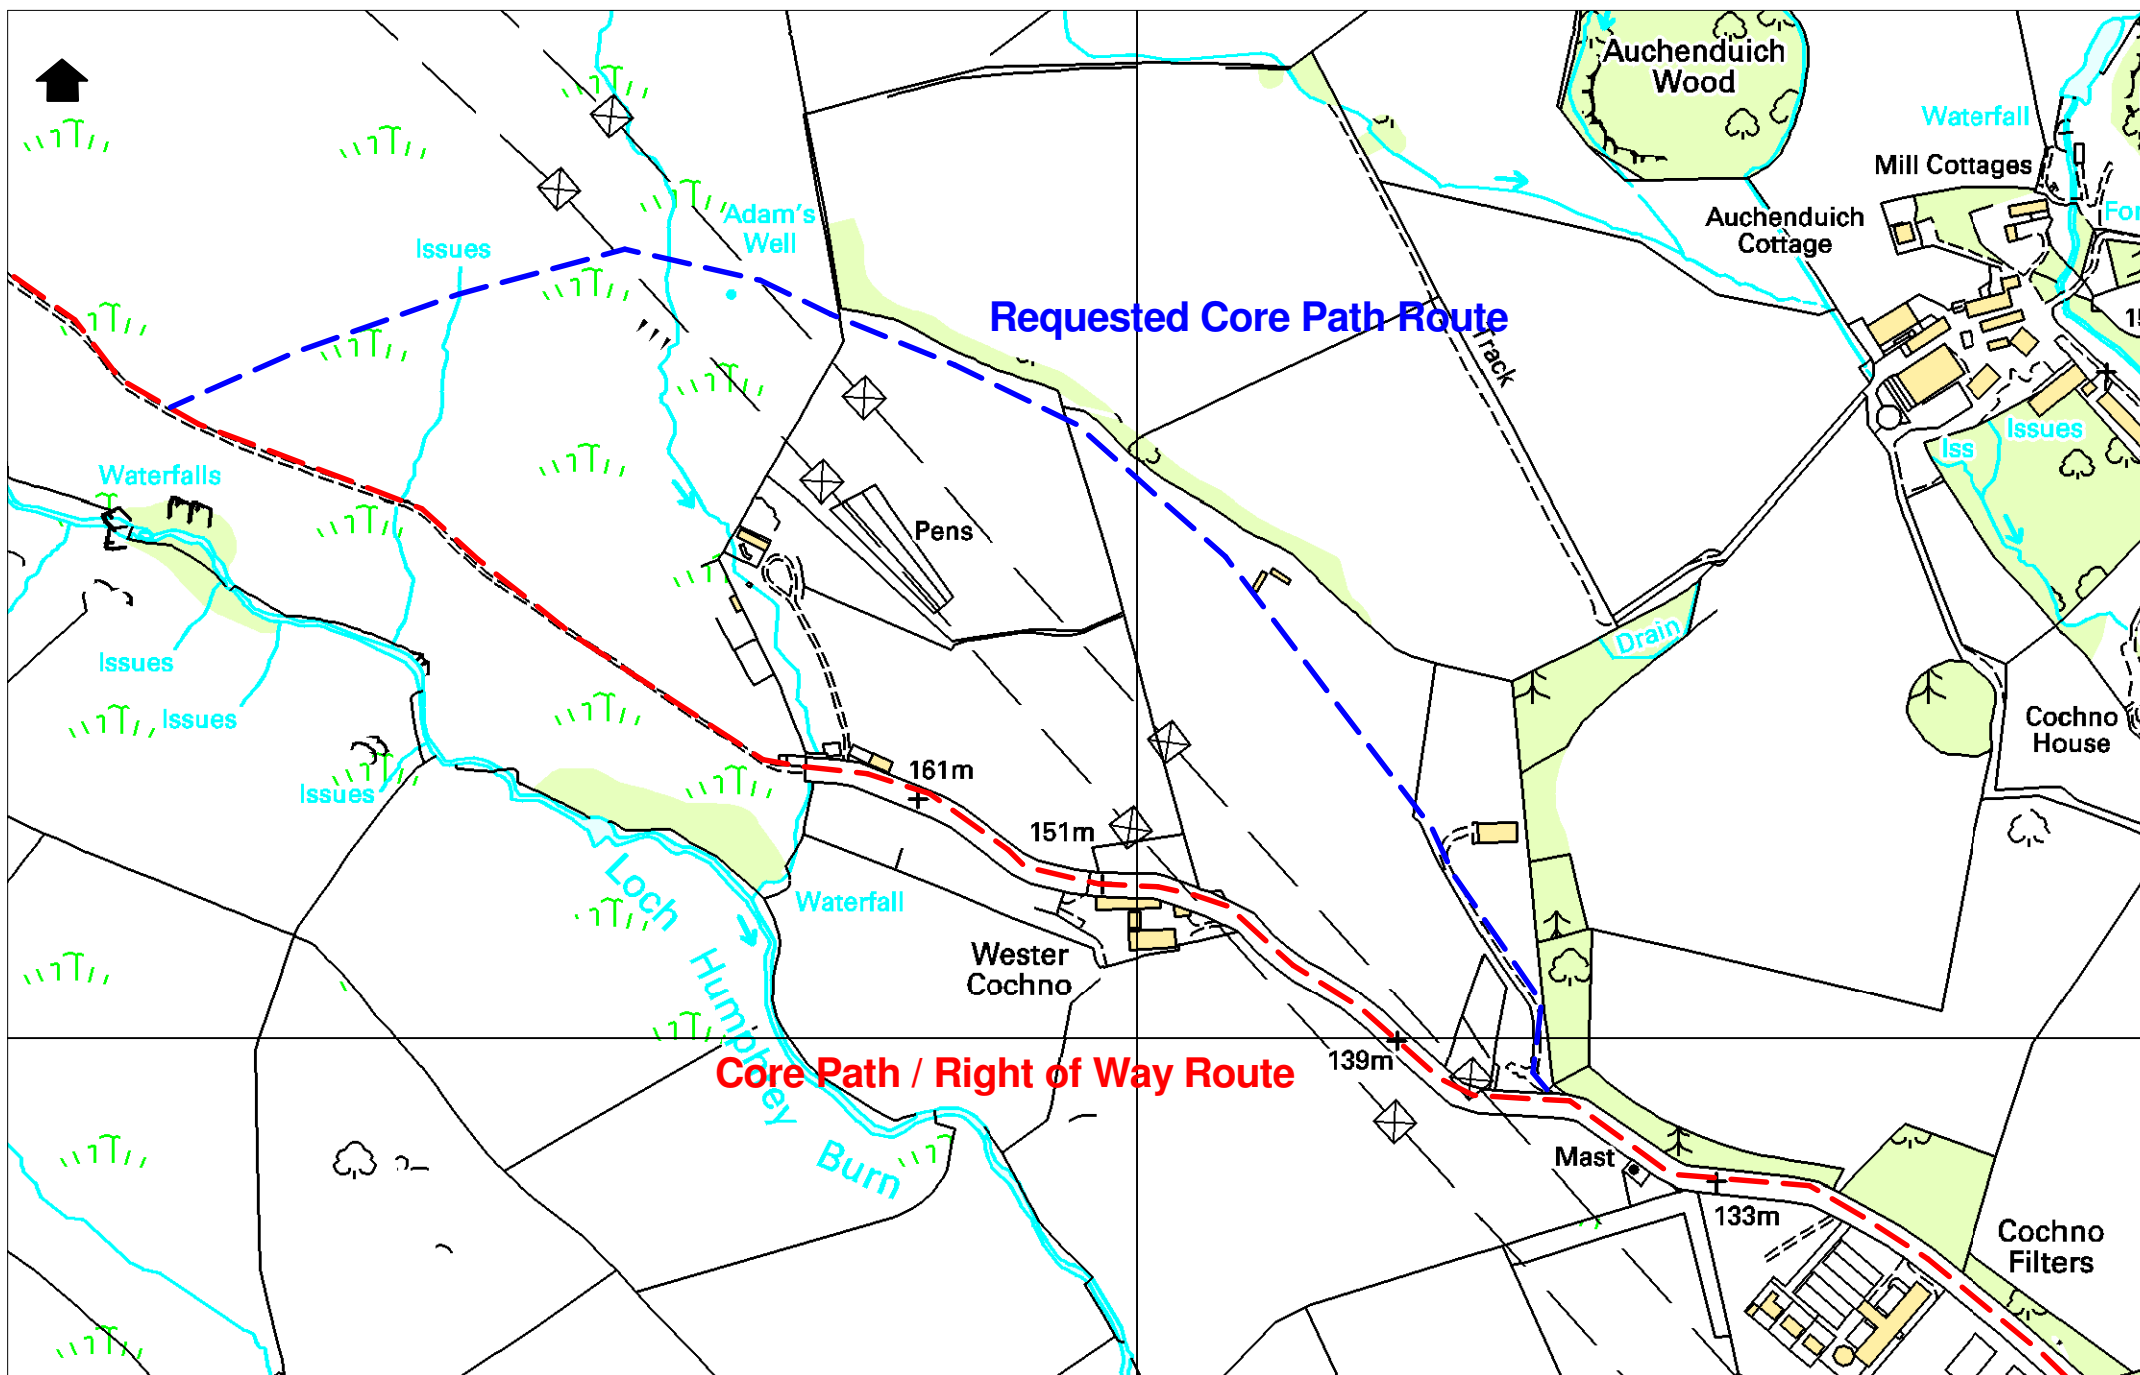 Auchenduich
Wood
Waterfall
Mill Cottages
Adam's
Well
Auchenduich
Cottage
For
Issues
Requested Core Path Route
Track
15
Waterfalls
Issues
Iss
Pens
Drain
Issues
Issues
Cochno
House
161m
Issues
151m
Loch
Humphrey
Burn
Waterfall
Wester
Cochno
139m
Core Path / Right of Way Route
Mast
133m
Cochno
Filters